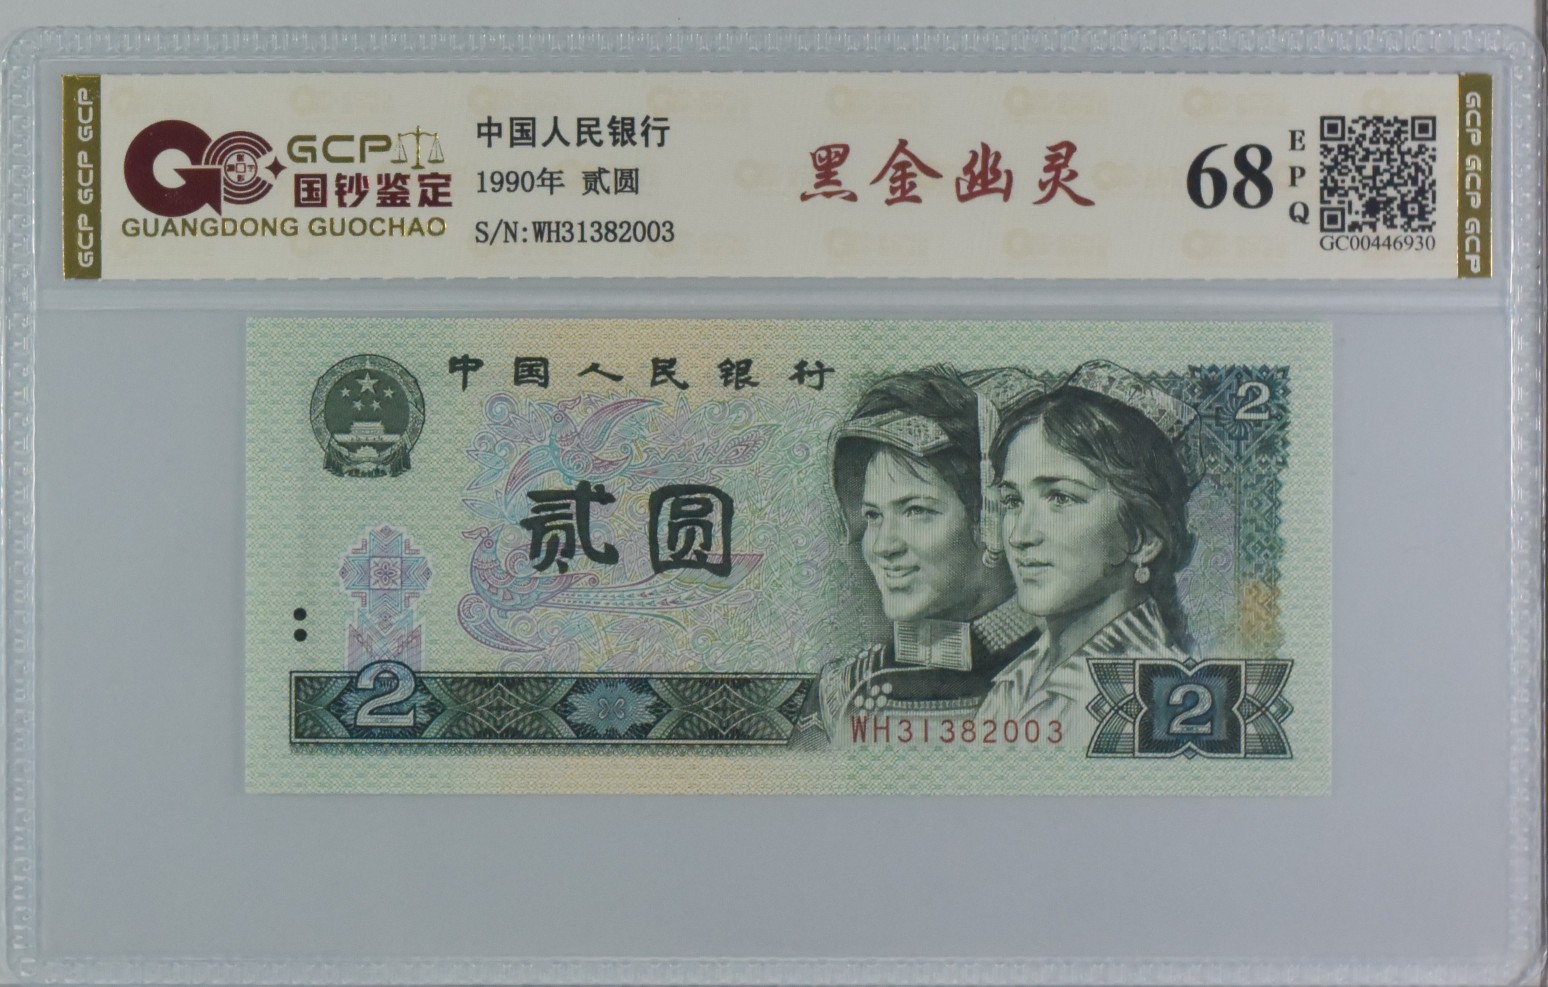 GCP GCP GCP
GCP
国钞鉴定
GUANGDONG GUOCHAO
中国人民银行
1990年 贰圆
S/N:WH31382003
黑金幽灵
68
EPQ
GC00446930
GCP GCP GCP
中国人民银行
2
贰圆
2
WH31382003
2